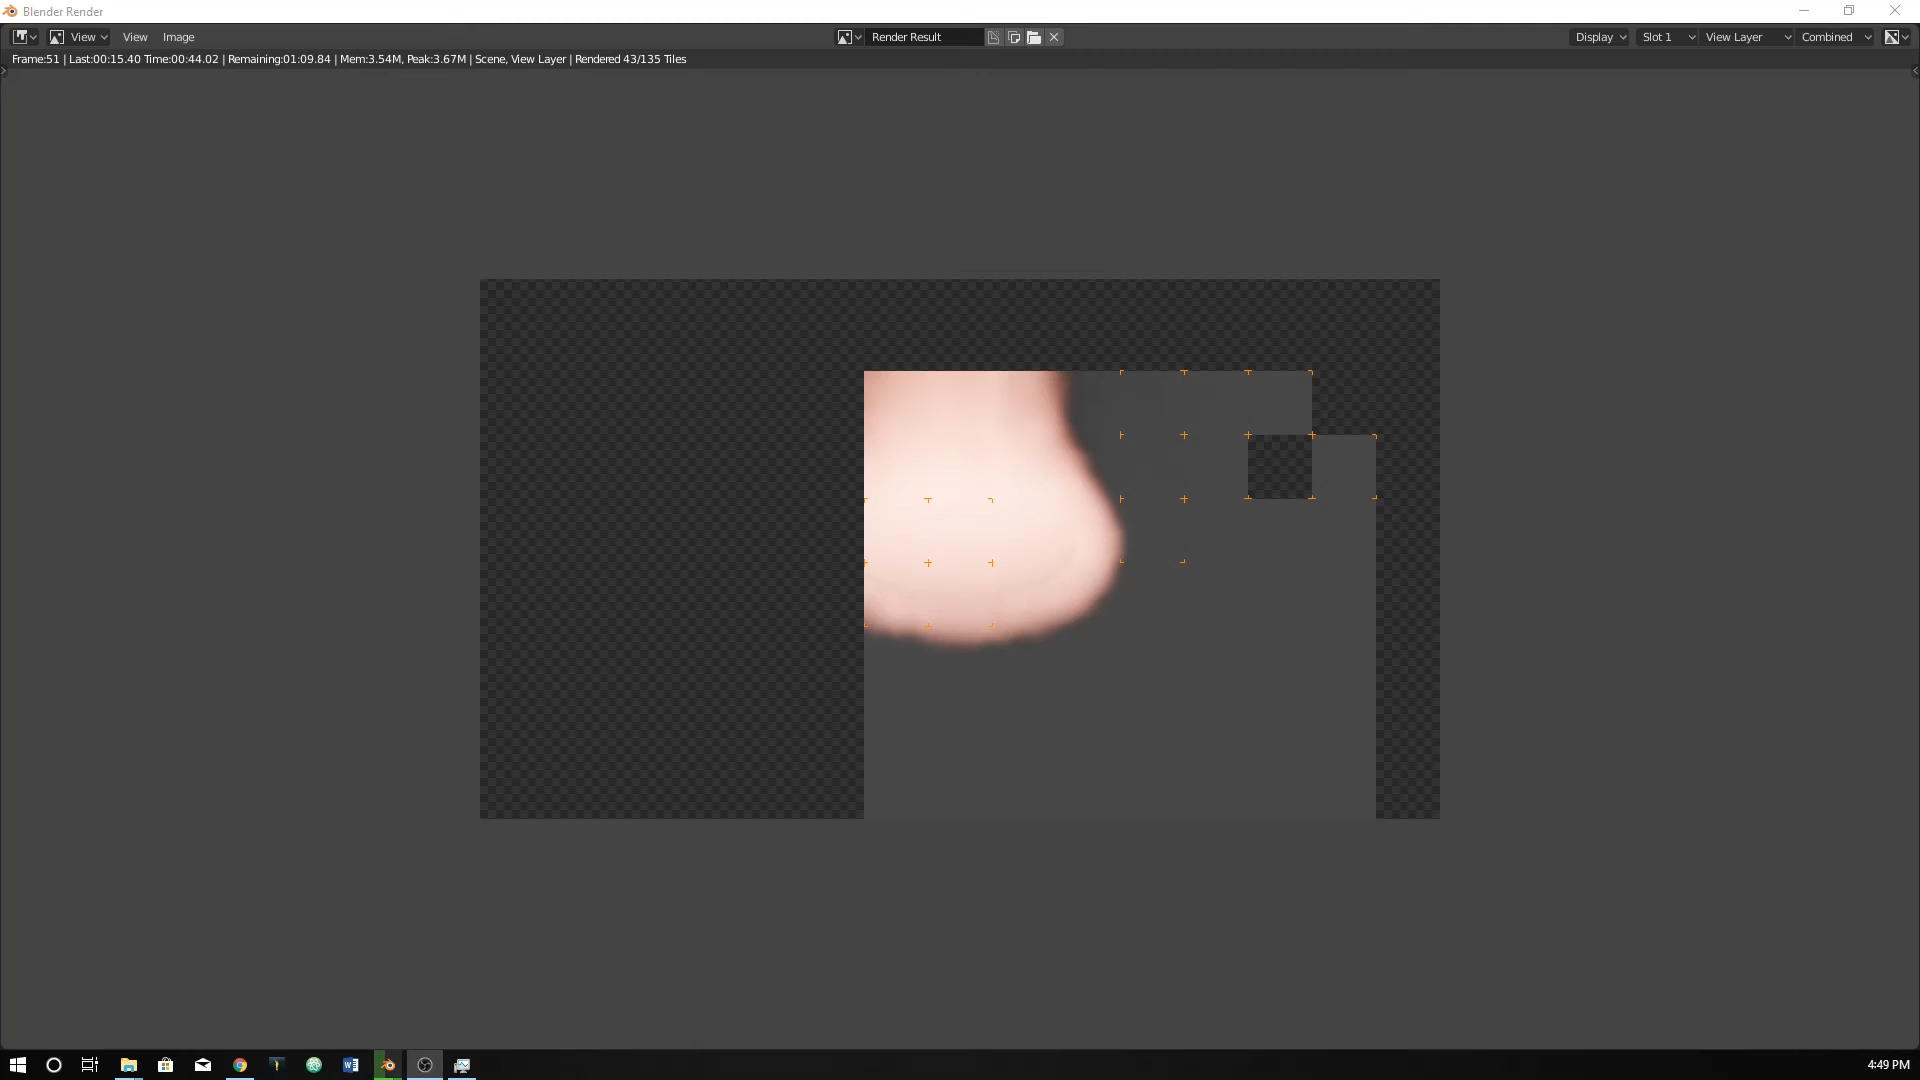 Blender Render
View View Image Render Result Display Slot 1 View Layer Combined
Frame:51 | Last:00:15.40 Time:00:44.02 | Remaining:01:09.84 | Mem:3.54M, Peak:3.67M | Scene, View Layer | Rendered 43/135 Tiles
4:49 PM